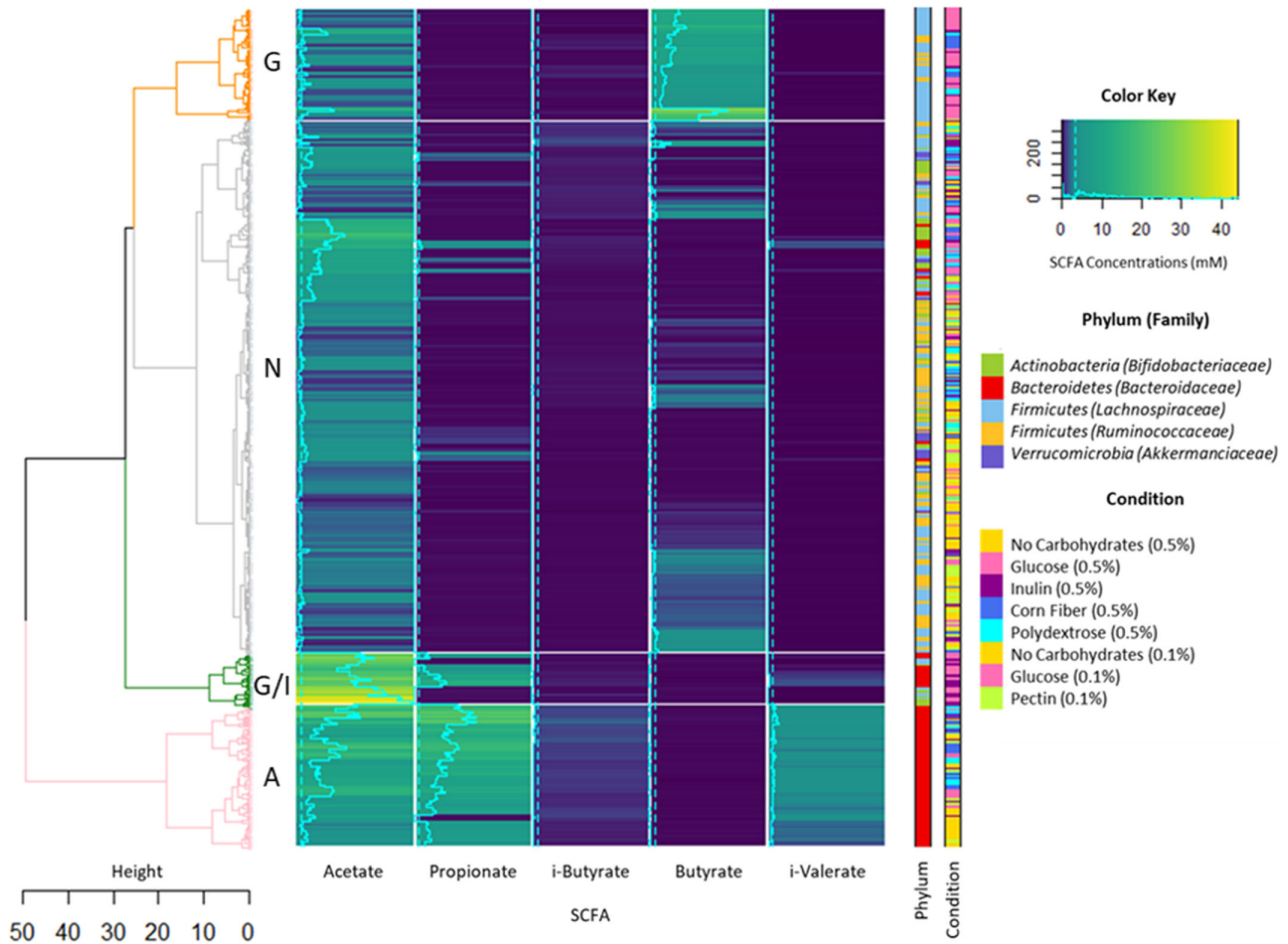 G
N
G/I
A
Height
50 40 30 20 10 0
Acetate Propionate i-Butyrate Butyrate i-Valerate
SCFA
Phylum
Condition
Color Key
0 200
0 10 20 30 40
SCFA Concentrations (mM)
Phylum (Family)
Actinobacteria (Bifidobacteriaceae)
Bacteroidetes (Bacteroidaceae)
Firmicutes (Lachnospiraceae)
Firmicutes (Ruminococcaceae)
Verrucomicrobia (Akkermanciaceae)
Condition
No Carbohydrates (0.5%)
Glucose (0.5%)
Inulin (0.5%)
Corn Fiber (0.5%)
Polydextrose (0.5%)
No Carbohydrates (0.1%)
Glucose (0.1%)
Pectin (0.1%)